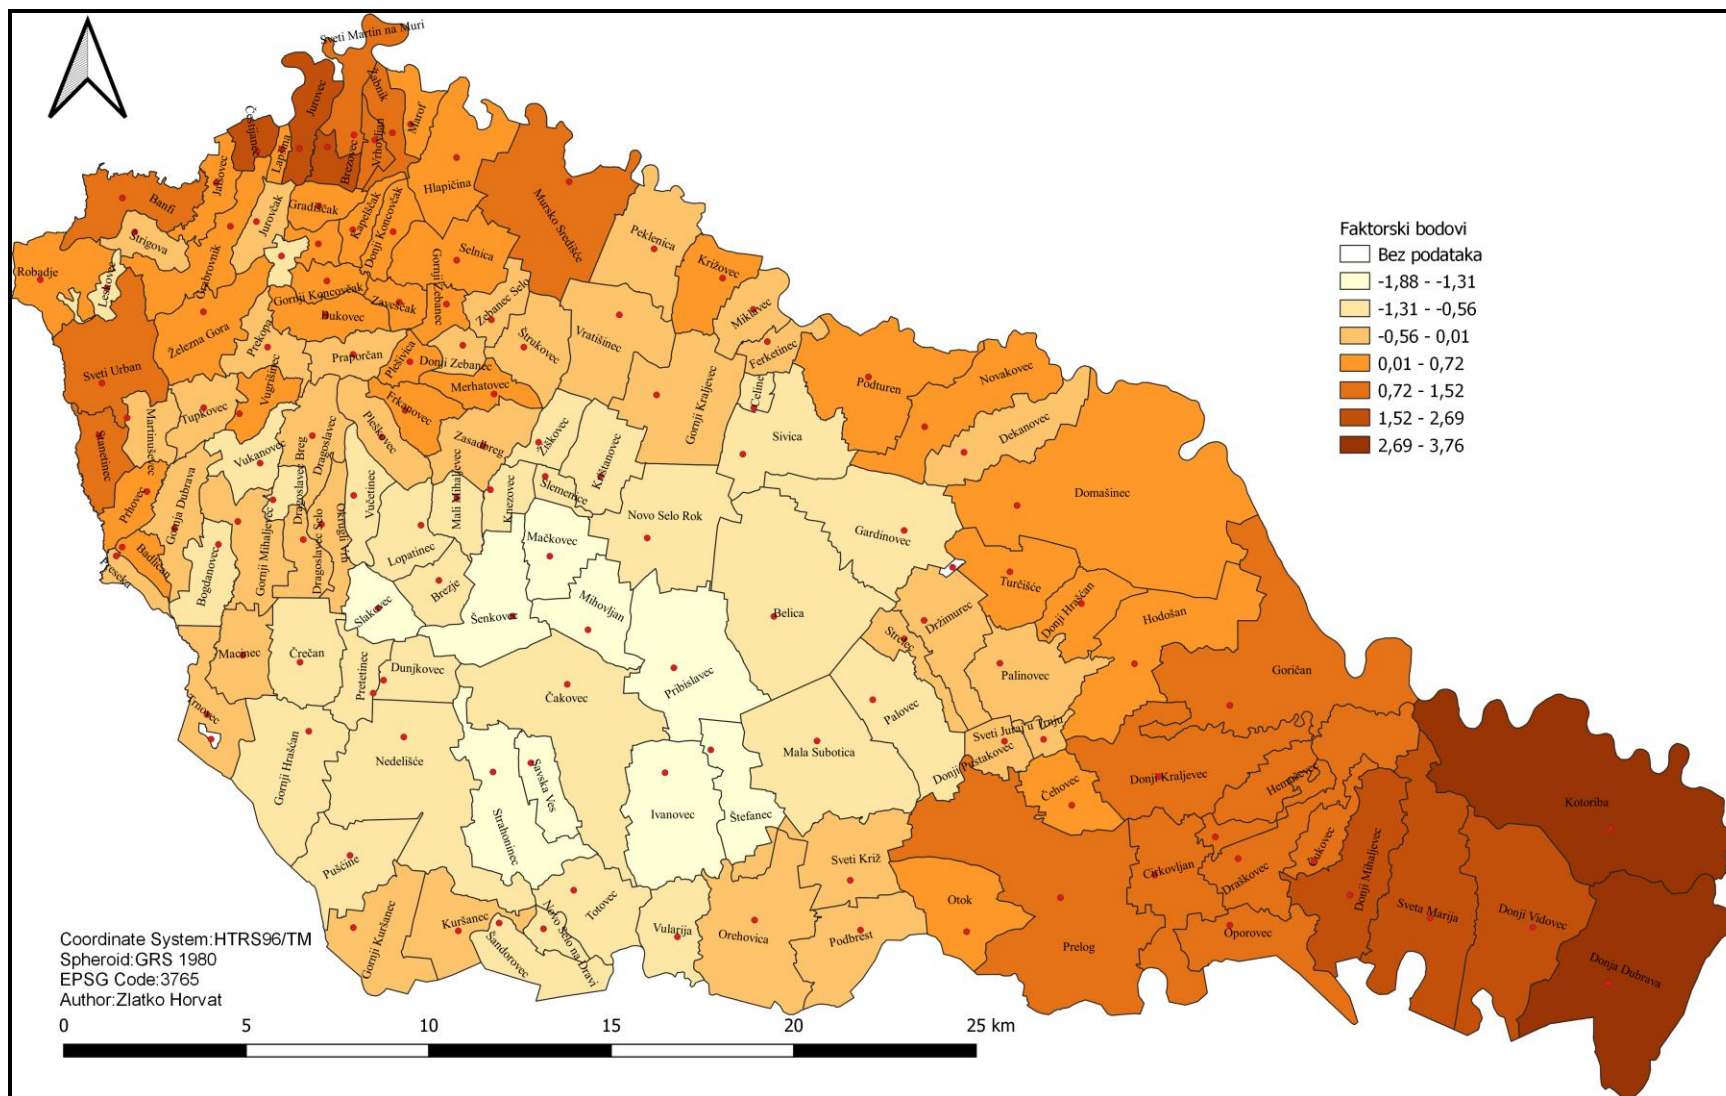 Sveti Martin na Muri
Žabnik
Jurovec
Marof
Čestijanec
Lapšina
Vrhovljan
Brezovec
Jalšovec
Hlapičina
Banfi
Gradiščak
Kapelščak
Donji Koncovčak
Mursko Središće
Jurovčak
Štrigova
Peklenica
Selnica
Križovec
Robadje
Leskovec
Grabrovnik
Gornji Koncovčak
Zaveščak
Gornji Zebanec
Zebanec Selo
Miklavec
Bukovec
Vratišinec
Železna Gora
Prekopa
Štrukovec
Ferketinec
Praporčan
Plešivica
Donji Zebanec
Sveti Urban
Vugrišinec
Merhatovec
Gornji Kraljevec
Celine
Podturen
Novakovec
Frkanovec
Tupkovec
Martinuševec
Dragoslavec
Pleškovec
Stanetinec
Vukanovec
Dragoslavec Breg
Zasadbreg
Žiškovec
Sivica
Dekanovec
Krištanovec
Slemenice
Prhovec
Gornja Dubrava
Vučetinec
Mali Mihaljevec
Knezovec
Domašinec
Gornji Mihaljevec
Dragoslavec Selo
Okrugli Vrh
Novo Selo Rok
Gardinovec
Badličan
Preseka
Bogdanovec
Lopatinec
Mačkovec
Brezje
Turčišće
Slakovec
Šenkovec
Mihovljan
Belica
Držimurec
Donji Hrašćan
Hodošan
Strelec
Macinec
Črečan
Pretetinec
Dunjkovec
Palinovec
Goričan
Čakovec
Pribislavec
Trnovec
Palovec
Gornji Hrašćan
Nedelišće
Mala Subotica
Sveti Juraj u Trnju
Donji Pustakovec
Savska Ves
Čehovec
Donji Kraljevec
Hemuševec
Kotoriba
Strahoninec
Ivanovec
Štefanec
Pušćine
Sveti Križ
Cirkovljan
Draškovec
Đukovec
Donji Mihaljevec
Otok
Totovec
Gornji Kuršanec
Kuršanec
Šandorovec
Novo Selo na Dravi
Vularija
Orehovica
Podbrest
Prelog
Oporovec
Sveta Marija
Donji Vidovec
Donja Dubrava
Faktorski bodovi
Bez podataka
-1,88 - -1,31
-1,31 - -0,56
-0,56 - 0,01
0,01 - 0,72
0,72 - 1,52
1,52 - 2,69
2,69 - 3,76
Coordinate System:HTRS96/TM
Spheroid:GRS 1980
EPSG Code:3765
Author:Zlatko Horvat
0 5 10 15 20 25 km